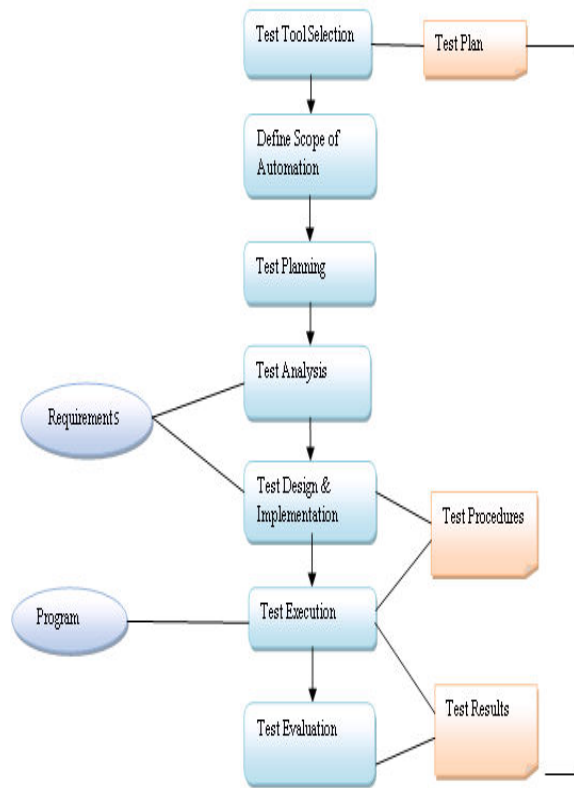 Test Tool Selection
Test Plan
Define Scope of
Automation
Test Planning
Test Analysis
Requirements
Test Design &
Implementation
Test Procedures
Program
Test Execution
Test Results
Test Evaluation